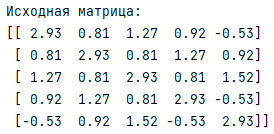 Исходная матрица:
[[ 2.93  0.81  1.27  0.92 -0.53]
 [ 0.81  2.93  0.81  1.27  0.92]
 [ 1.27  0.81  2.93  0.81  1.52]
 [ 0.92  1.27  0.81  2.93 -0.53]
 [-0.53  0.92  1.52 -0.53  2.93]]